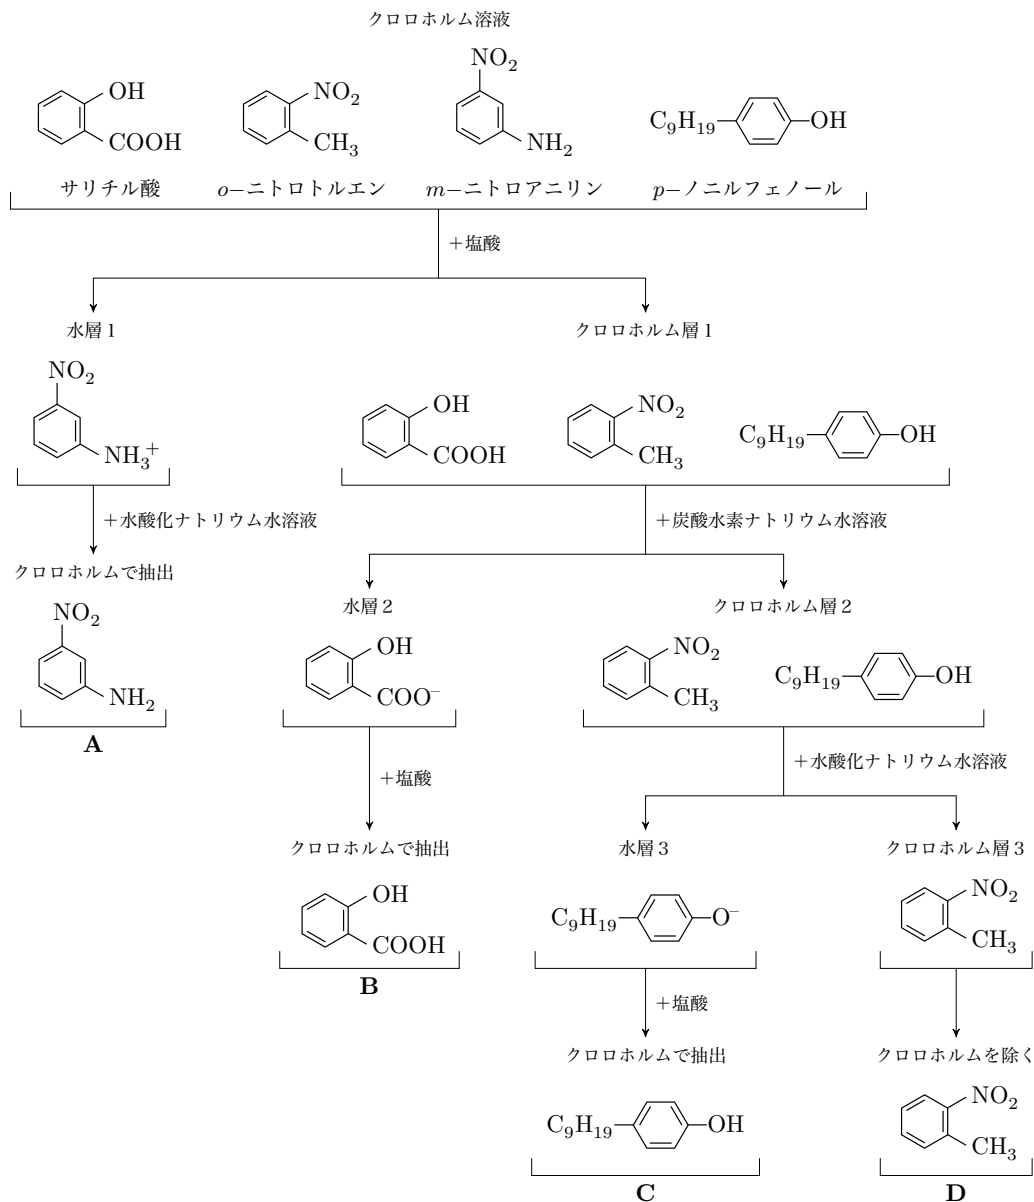 クロロホルム溶液
OH
COOH
サリチル酸
NO₂
CH₃
o−ニトロトルエン
NO₂
NH₂
m−ニトロアニリン
C₉H₁₉
OH
p−ノニルフェノール
＋塩酸
水層 1
クロロホルム層 1
NO₂
NH₃⁺
OH
COOH
NO₂
CH₃
C₉H₁₉
OH
＋水酸化ナトリウム水溶液
＋炭酸水素ナトリウム水溶液
クロロホルムで抽出
NO₂
NH₂
A
水層 2
クロロホルム層 2
OH
COO⁻
NO₂
CH₃
C₉H₁₉
OH
＋塩酸
＋水酸化ナトリウム水溶液
クロロホルムで抽出
OH
COOH
B
水層 3
クロロホルム層 3
C₉H₁₉
O⁻
NO₂
CH₃
＋塩酸
クロロホルムで抽出
クロロホルムを除く
C₉H₁₉
OH
C
NO₂
CH₃
D